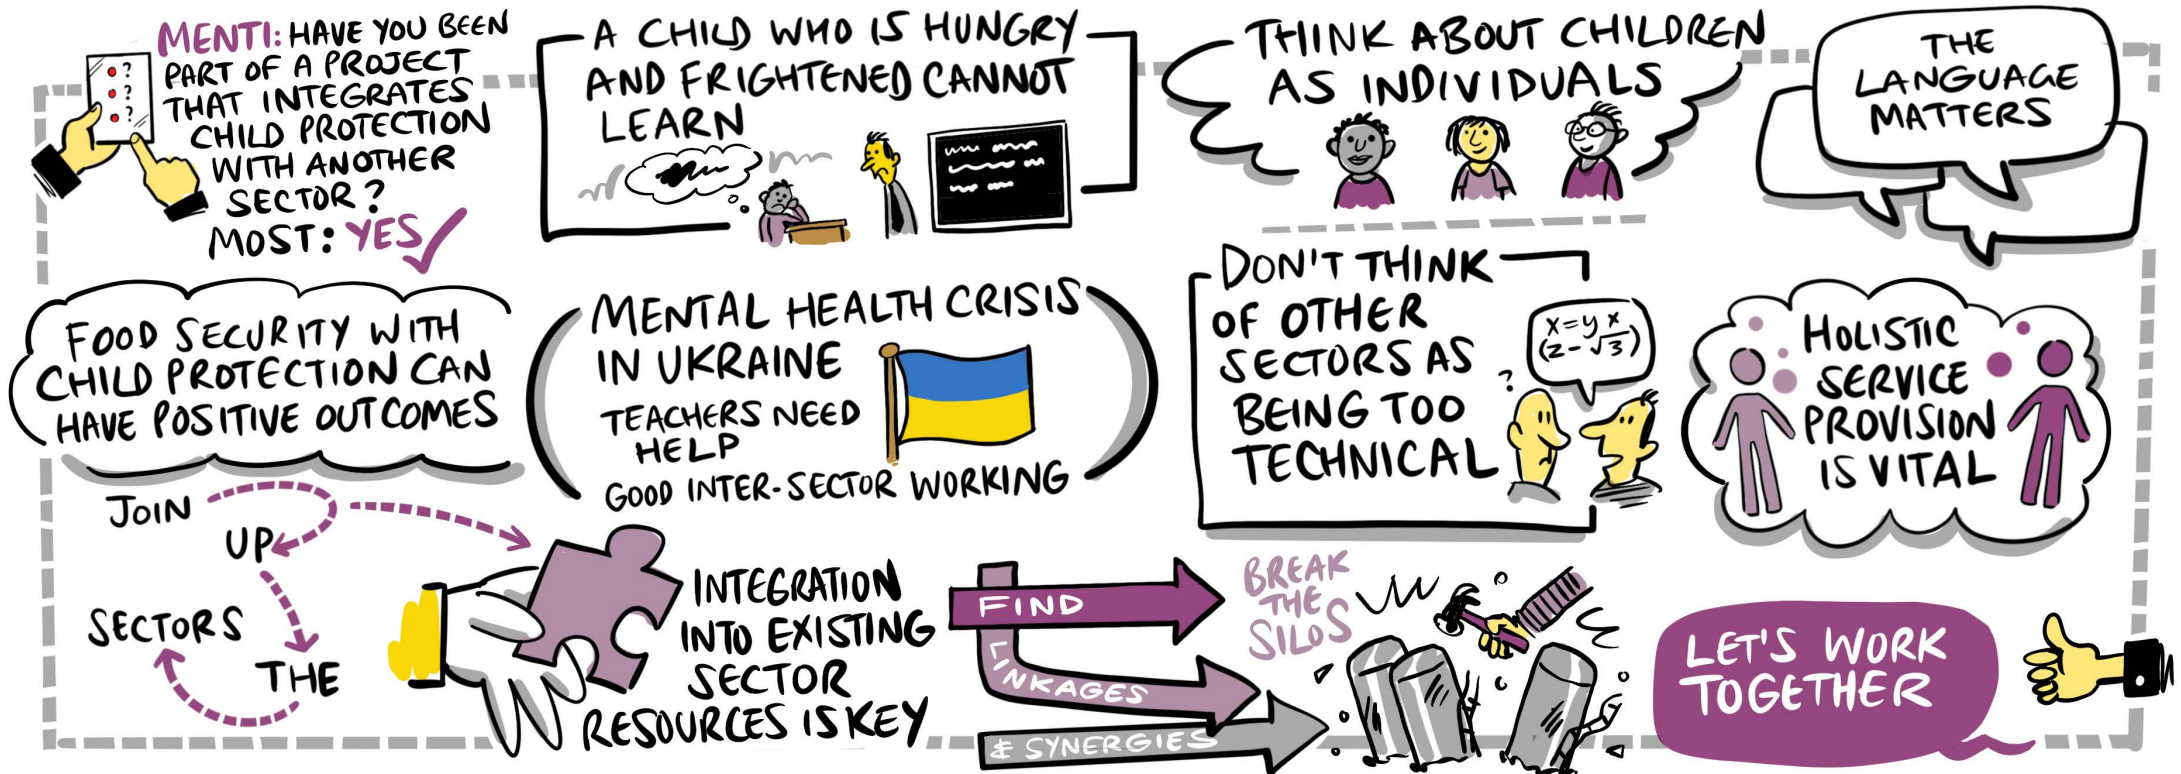 MENTI: HAVE YOU BEEN
PART OF A PROJECT
THAT INTEGRATES
CHILD PROTECTION
WITH ANOTHER
SECTOR?
MOST: YES
?
?
?
A CHILD WHO IS HUNGRY
AND FRIGHTENED CANNOT
LEARN
THINK ABOUT CHILDREN
AS INDIVIDUALS
THE
LANGUAGE
MATTERS
FOOD SECURITY WITH
CHILD PROTECTION CAN
HAVE POSITIVE OUTCOMES
MENTAL HEALTH CRISIS
IN UKRAINE
TEACHERS NEED
HELP
GOOD INTER-SECTOR WORKING
DON'T THINK
OF OTHER
SECTORS AS
BEING TOO
TECHNICAL
X=y x
(2-√3)
?
HOLISTIC
SERVICE
PROVISION
IS VITAL
JOIN
UP
THE
SECTORS
INTEGRATION
INTO EXISTING
SECTOR
RESOURCES IS KEY
FIND
LINKAGES
& SYNERGIES
BREAK
THE
SILOS
LET'S WORK
TOGETHER